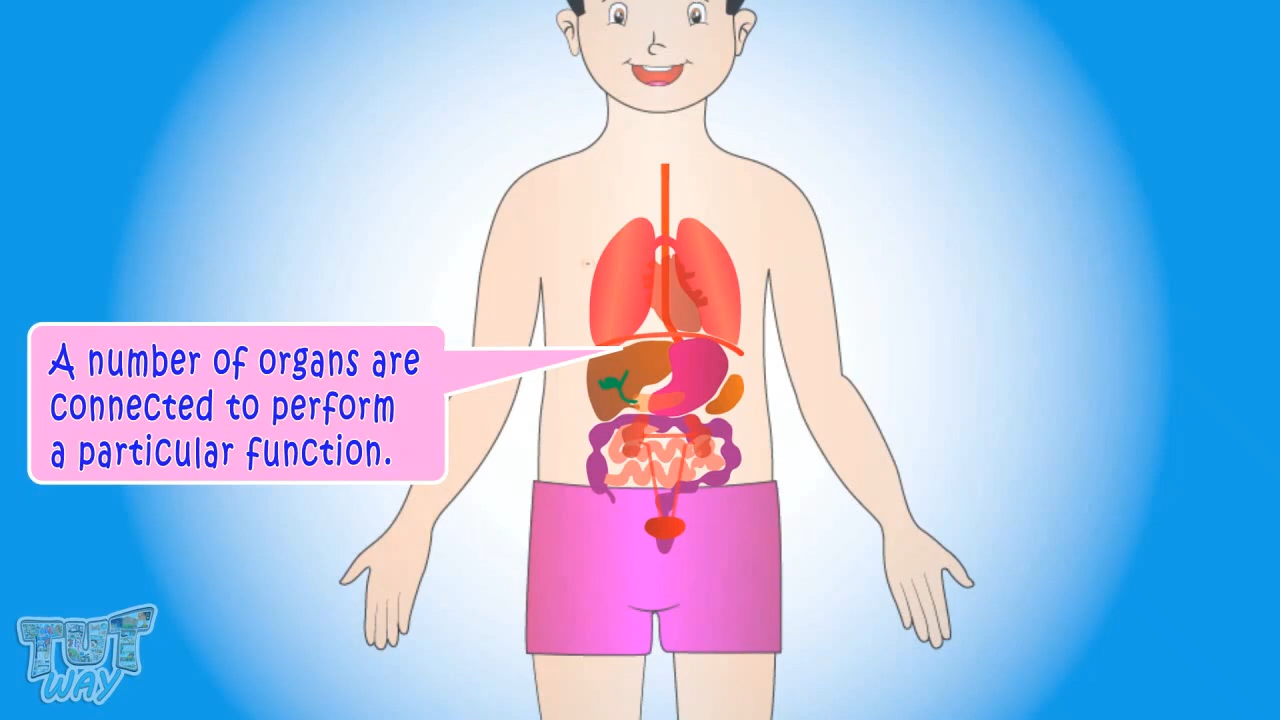 A number of organs are
connected to perform
a particular function.
TUT
WAY